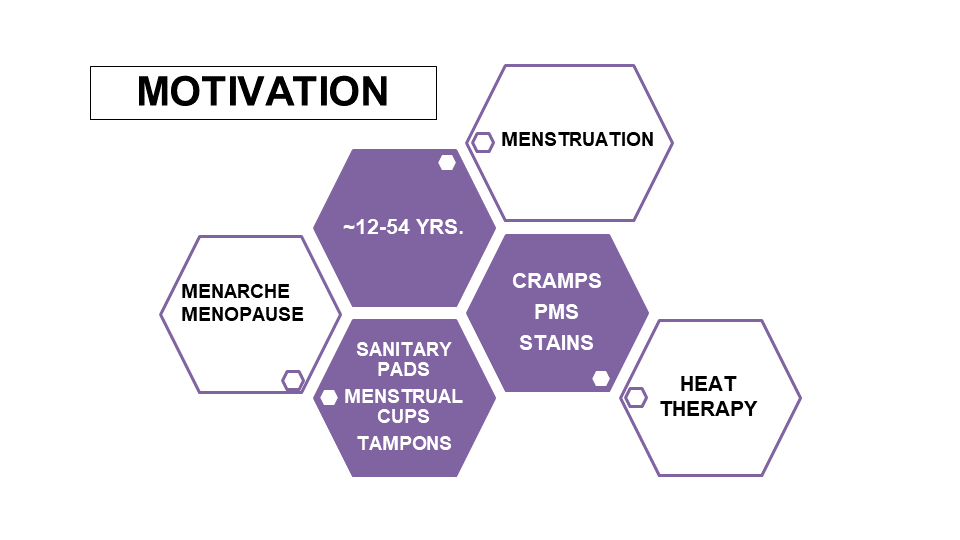 MOTIVATION
MENSTRUATION
~12-54 YRS.
CRAMPS
PMS
STAINS
MENARCHE
MENOPAUSE
SANITARY
PADS
MENSTRUAL
CUPS
TAMPONS
HEAT
THERAPY